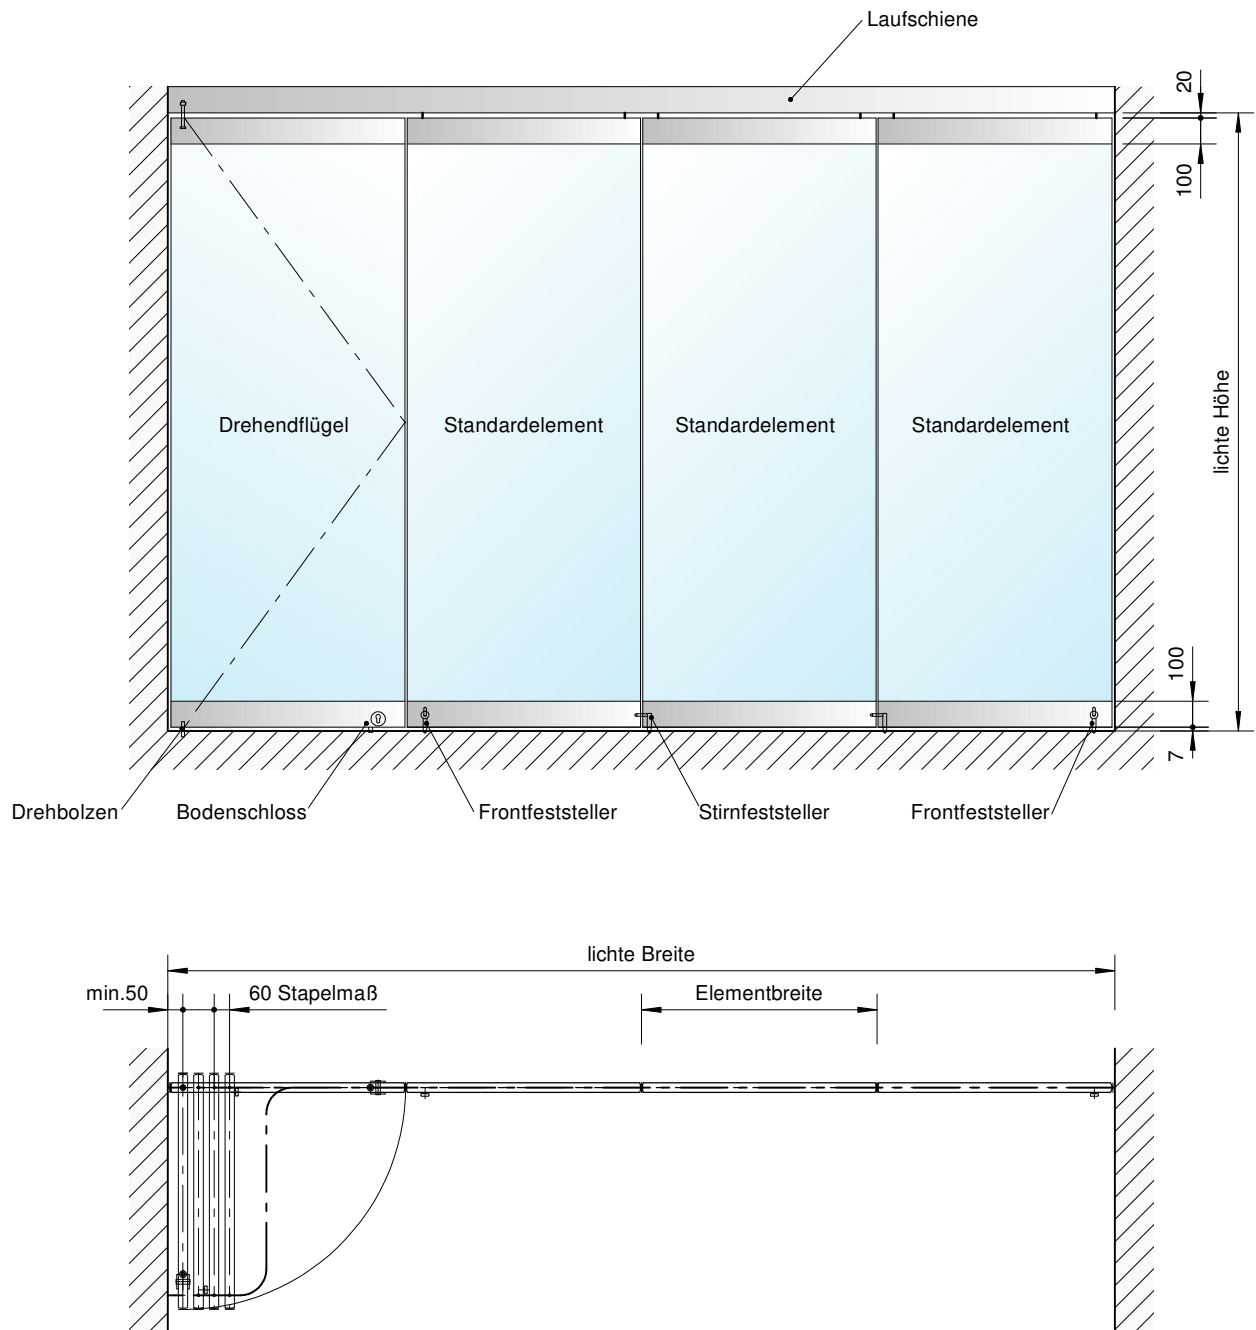 Laufschiene
20
100
lichte Höhe
Drehendflügel
Standardelement
Standardelement
Standardelement
100
7
Drehbolzen
Bodenschloss
Frontfeststeller
Stirnfeststeller
Frontfeststeller
lichte Breite
min.50
60 Stapelmaß
Elementbreite